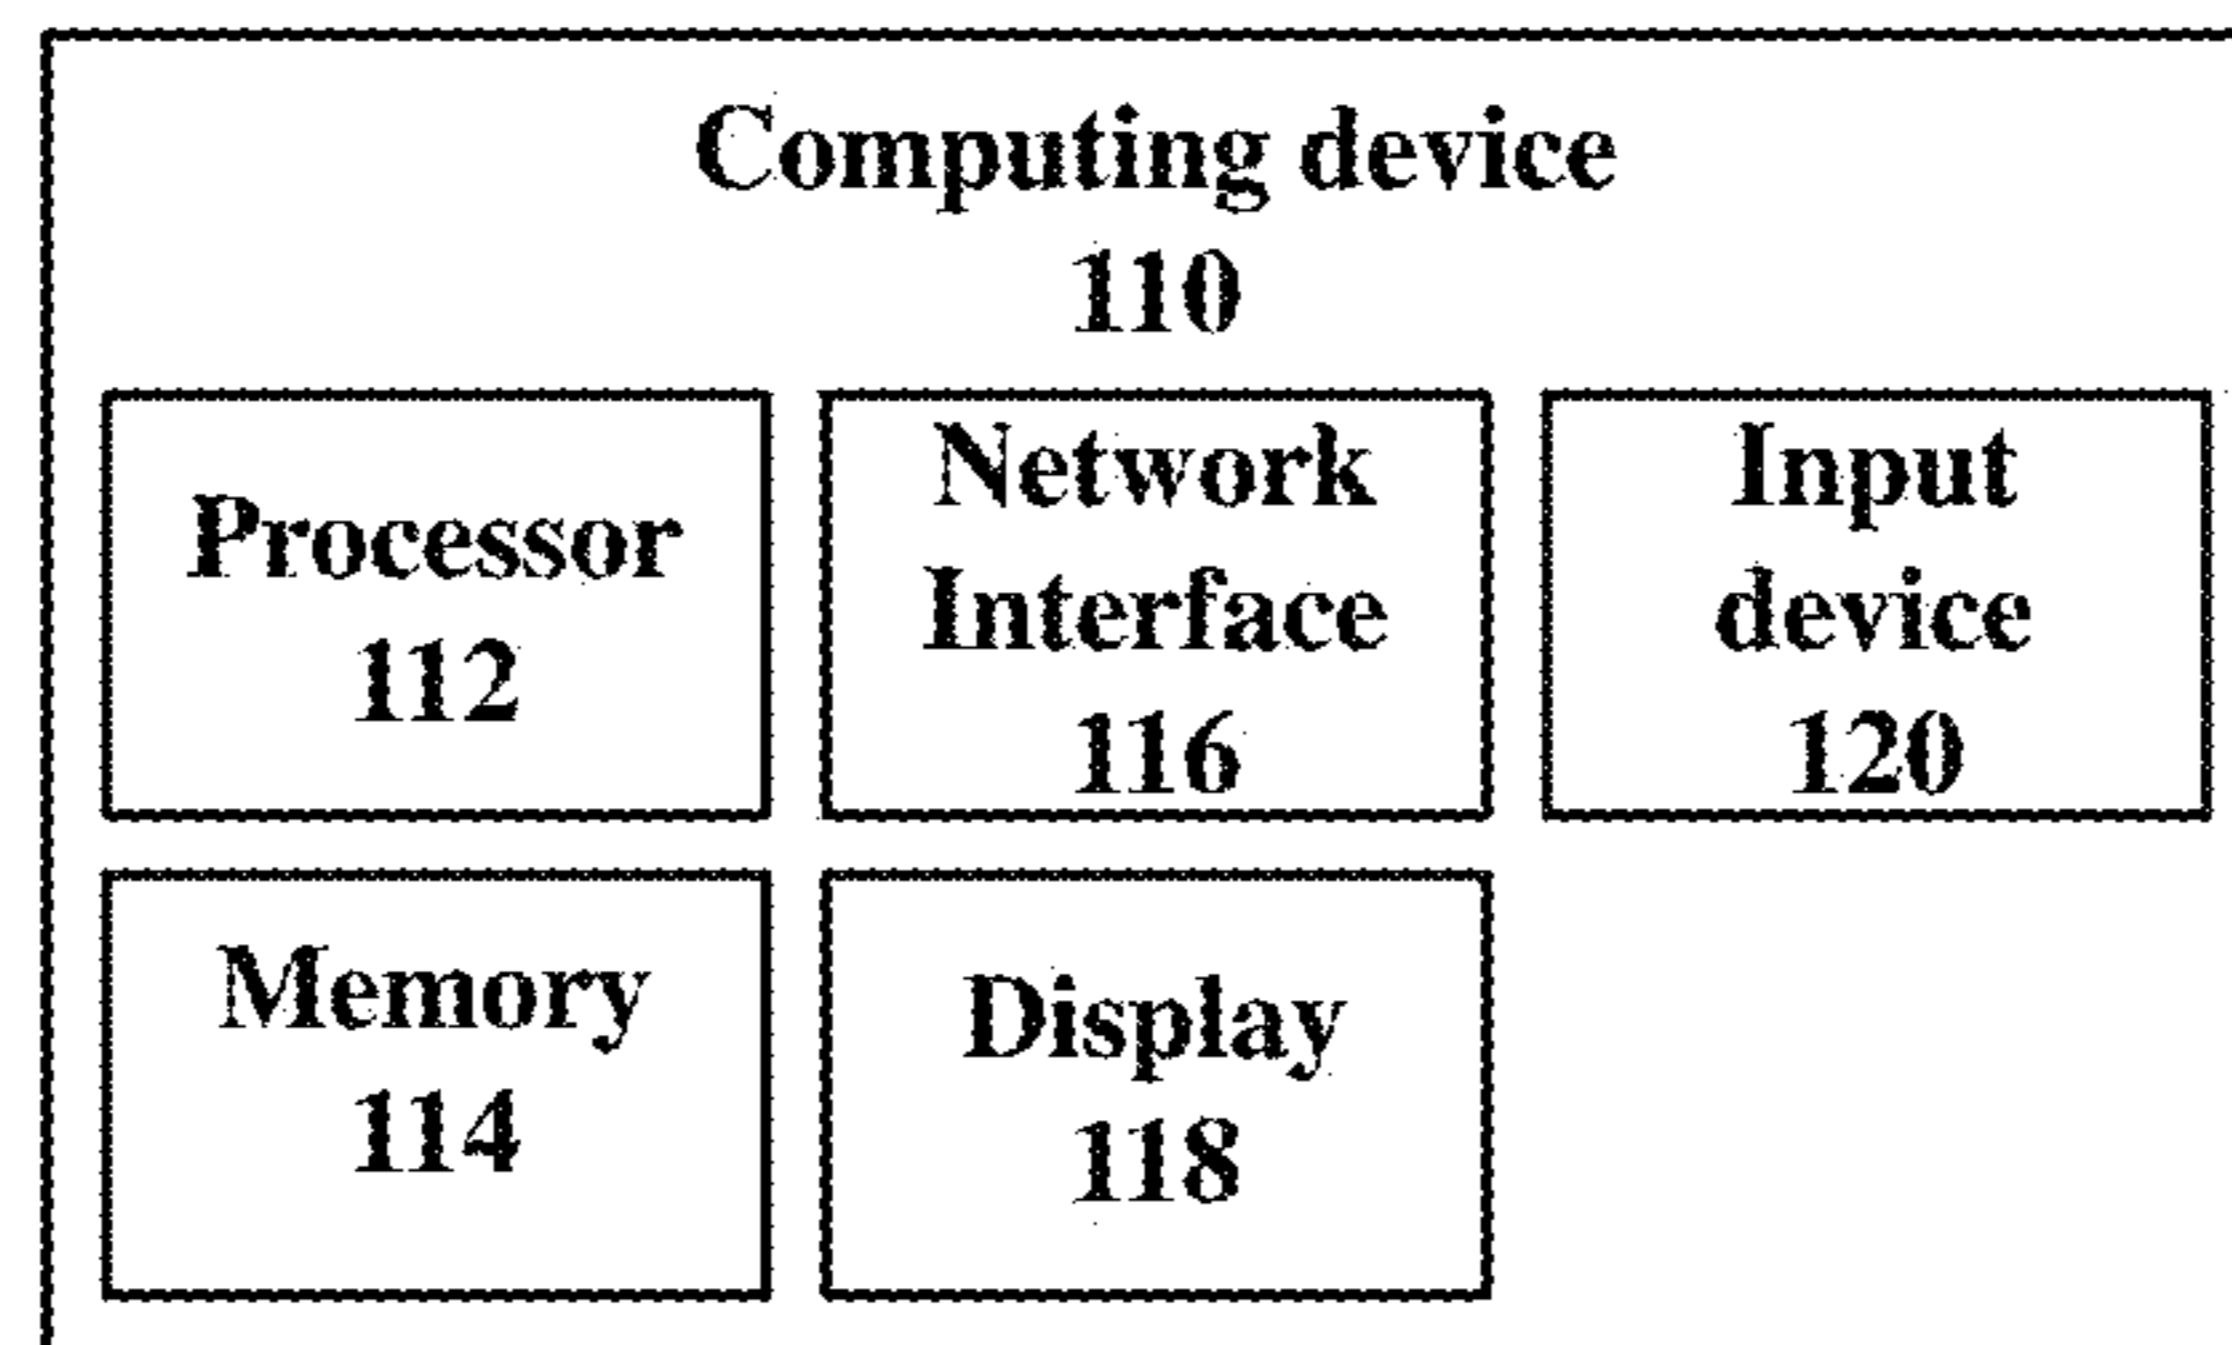 Computing device
110
Processor
112
Network
Interface
116
Input
device
120
Memory
114
Display
118